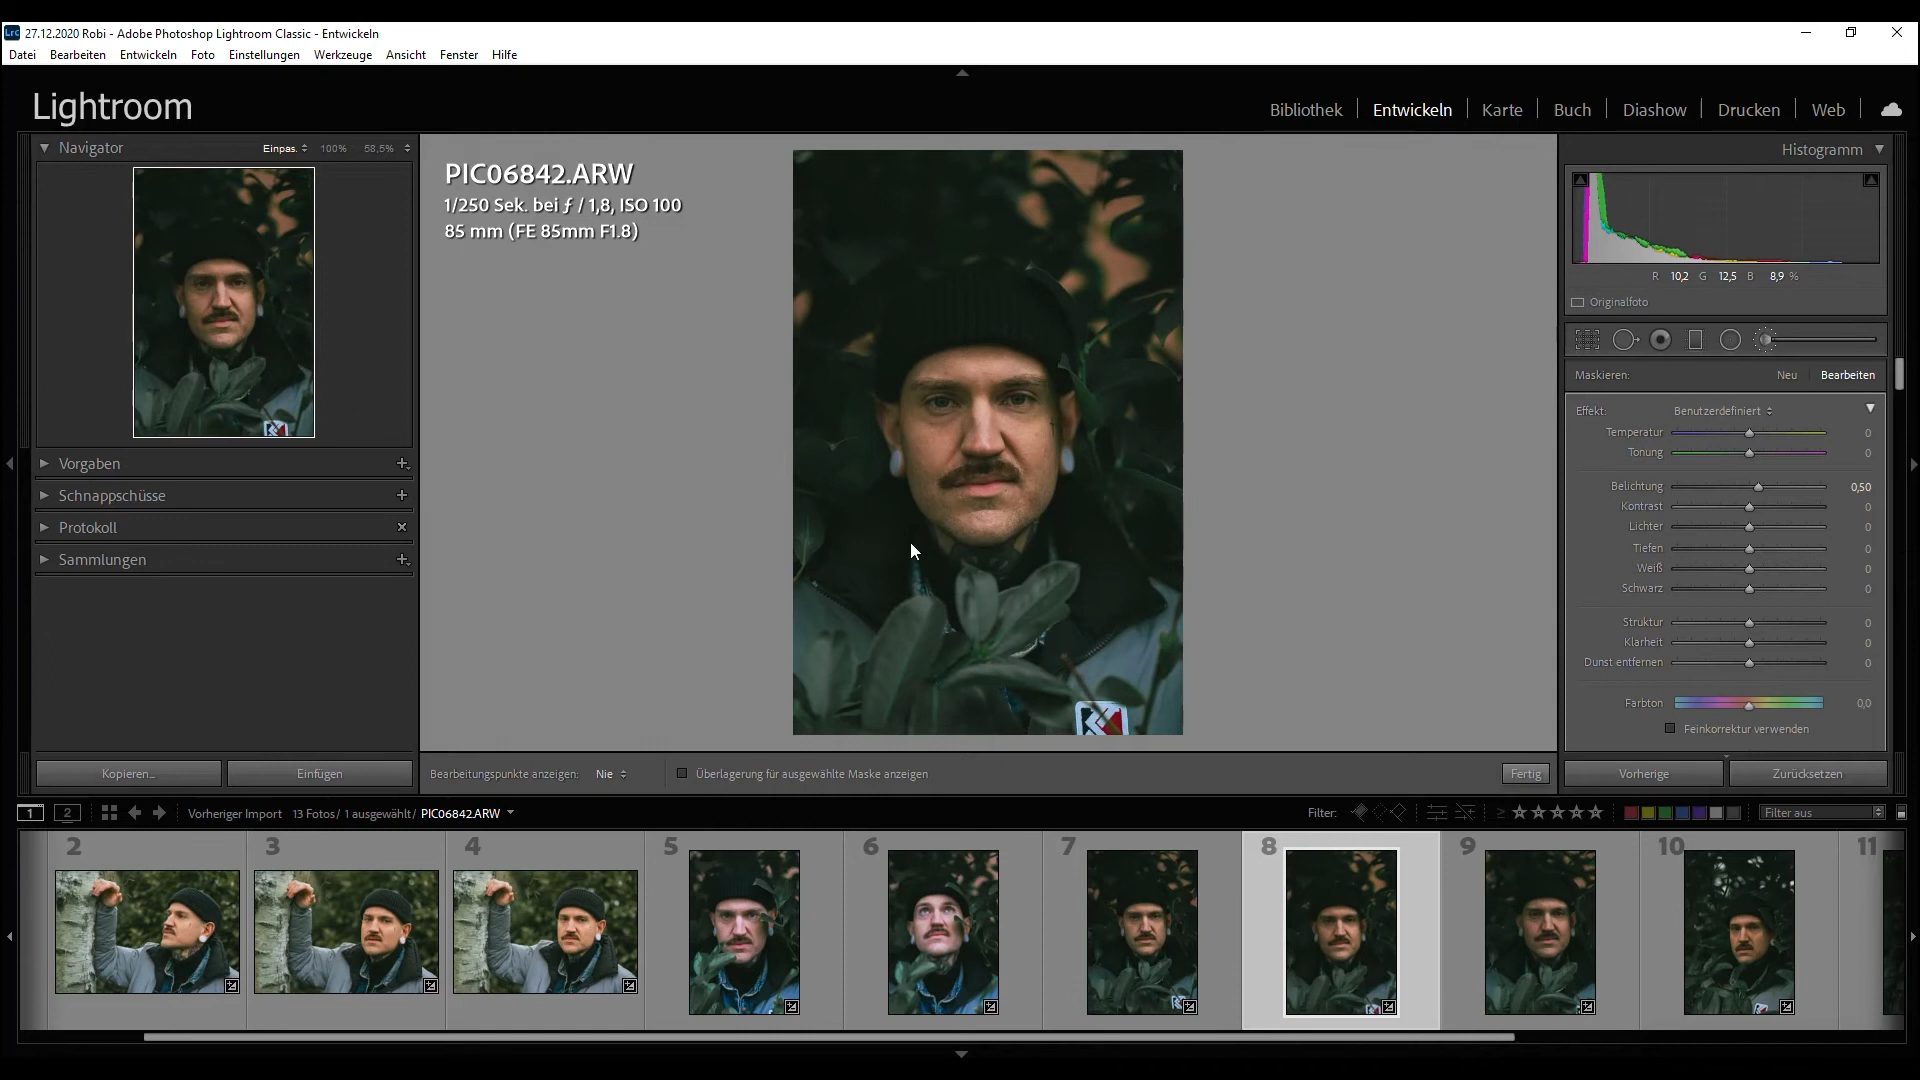 Lrc 27.12.2020 Robi - Adobe Photoshop Lightroom Classic - Entwickeln
Datei Bearbeiten Entwickeln Foto Einstellungen Werkzeuge Ansicht Fenster Hilfe
Lightroom
Bibliothek Entwickeln Karte Buch Diashow Drucken Web
Navigator Einpas. 100% 58,5%
Vorgaben
Schnappschüsse
Protokoll
Sammlungen
Kopieren... Einfügen
PIC06842.ARW
1/250 Sek. bei ƒ / 1,8, ISO 100
85 mm (FE 85mm F1.8)
Bearbeitungspunkte anzeigen: Nie Überlagerung für ausgewählte Maske anzeigen Fertig
Histogramm
R 10,2 G 12,5 B 8,9 %
Originalfoto
Maskieren: Neu Bearbeiten
Effekt: Benutzerdefiniert
Temperatur 0
Tonung 0
Belichtung 0,50
Kontrast 0
Lichter 0
Tiefen 0
Weiß 0
Schwarz 0
Struktur 0
Klarheit 0
Dunst entfernen 0
Farbton 0,0
Feinkorrektur verwenden
Vorherige Zurücksetzen
1 2 Vorheriger Import 13 Fotos/ 1 ausgewählt/ PIC06842.ARW Filter: ≥ Filter aus
2 3 4 5 6 7 8 9 10 11